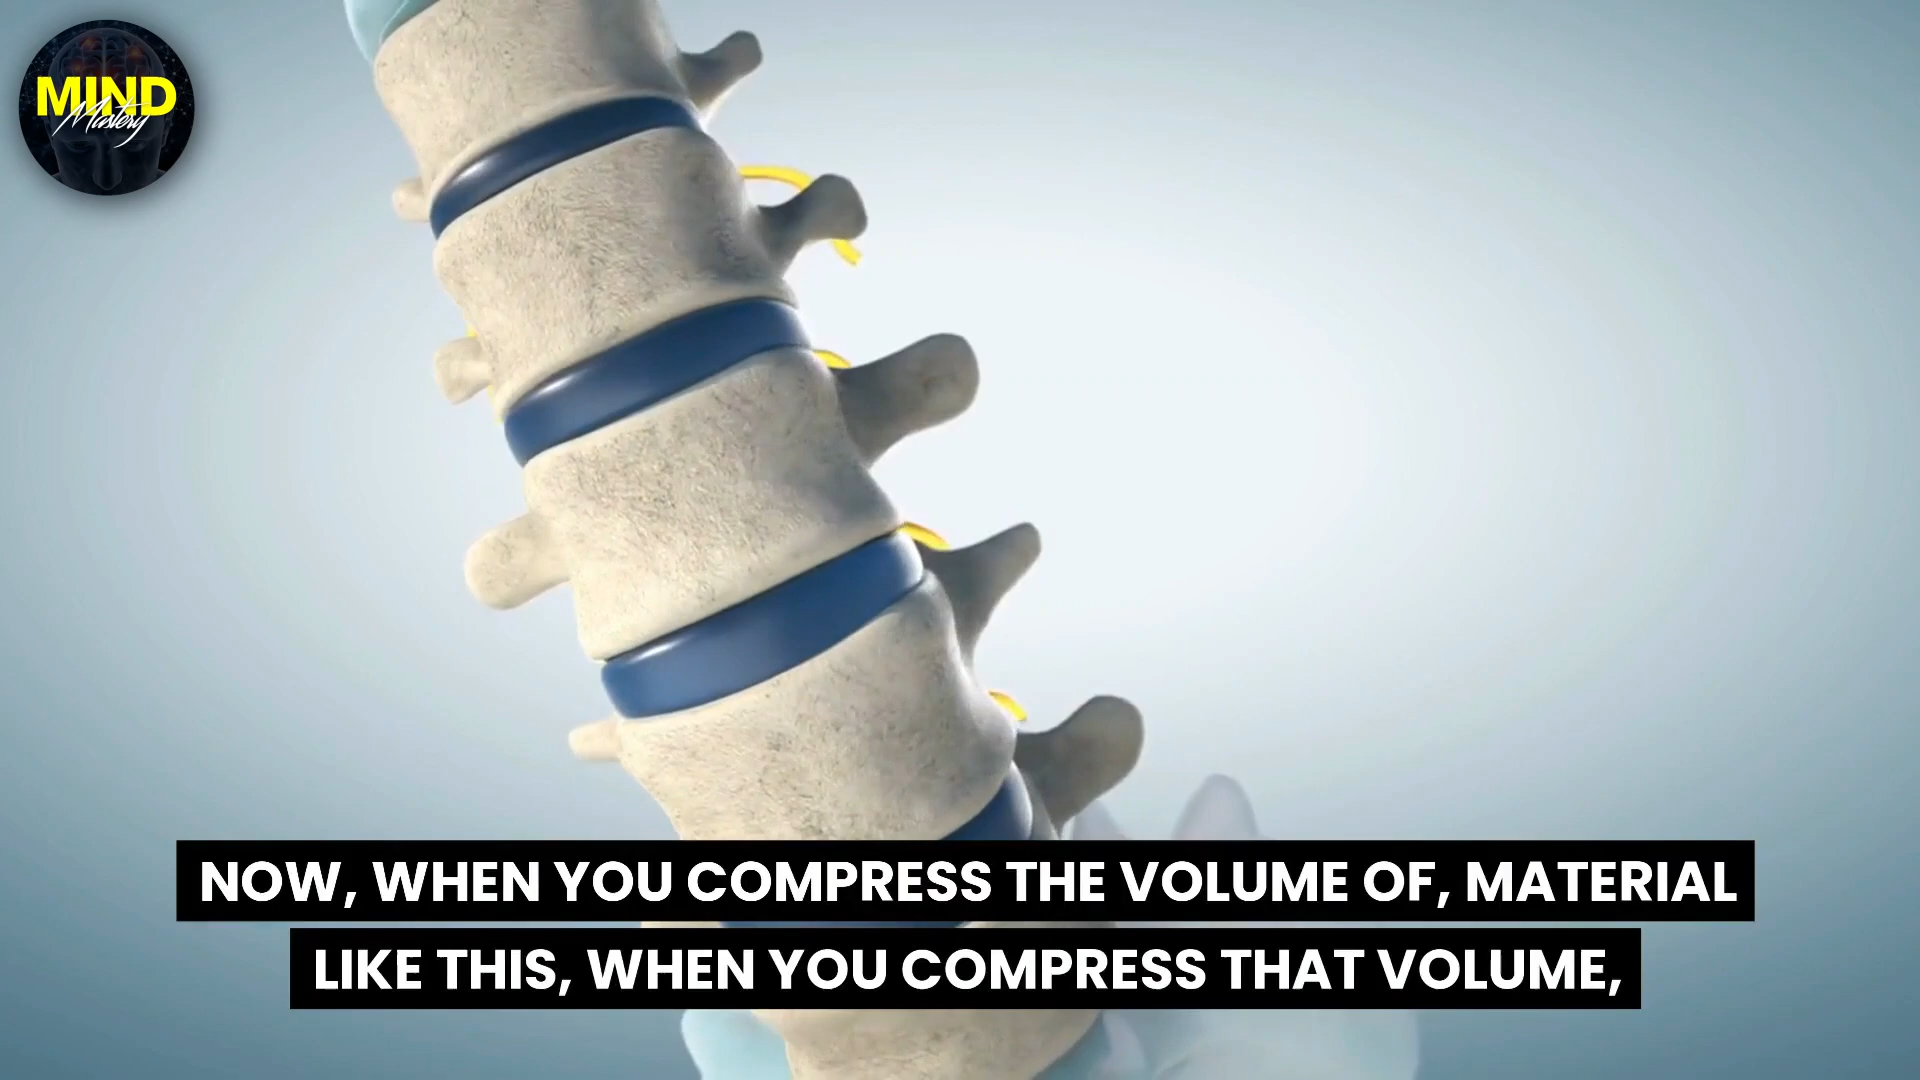 MIND
Mastery
NOW, WHEN YOU COMPRESS THE VOLUME OF, MATERIAL
LIKE THIS, WHEN YOU COMPRESS THAT VOLUME,